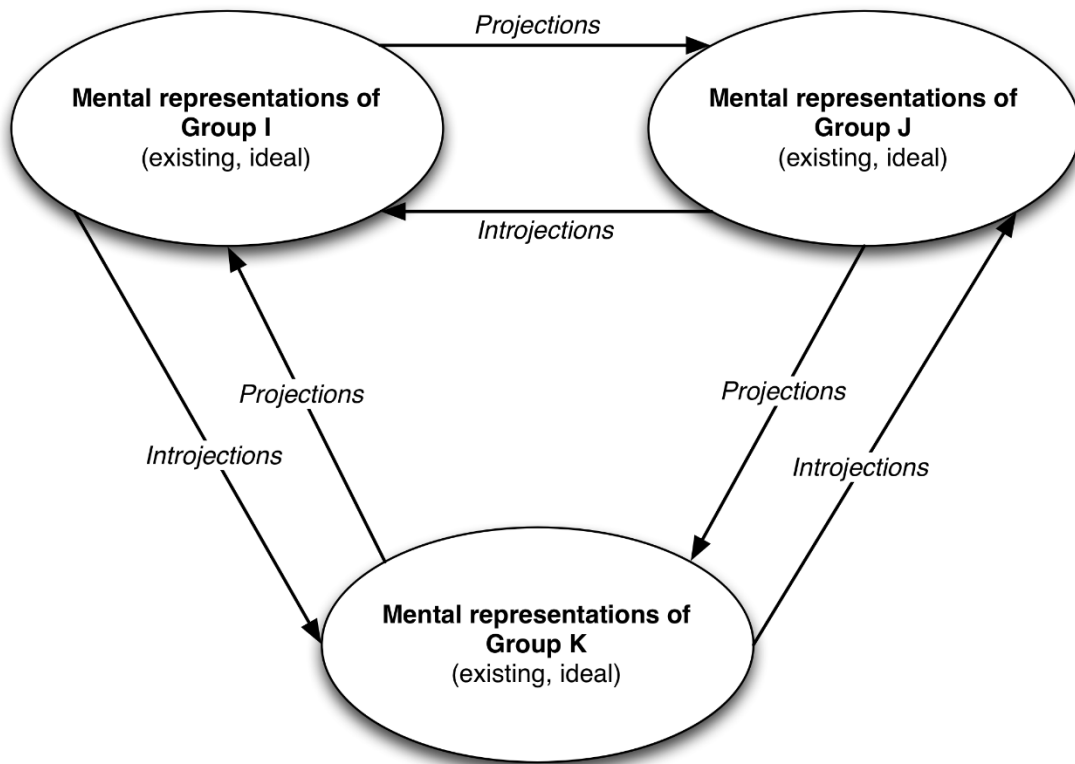 Projections
Mental representations of
Group I
(existing, ideal)
Mental representations of
Group J
(existing, ideal)
Introjections
Projections
Projections
Introjections
Introjections
Mental representations of
Group K
(existing, ideal)